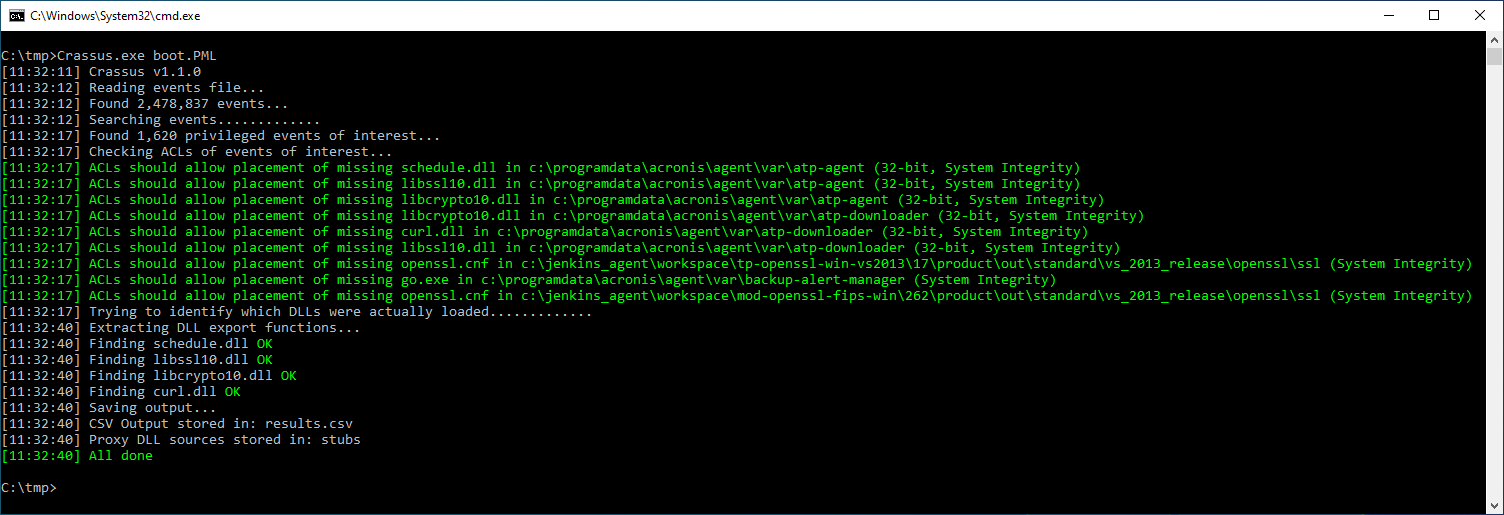 C:\Windows\System32\cmd.exe
C:\tmp>Crassus.exe boot.PML
[11:32:11] Crassus v1.1.0
[11:32:12] Reading events file...
[11:32:12] Found 2,478,837 events...
[11:32:12] Searching events.............
[11:32:17] Found 1,620 privileged events of interest...
[11:32:17] Checking ACLs of events of interest...
[11:32:17] ACLs should allow placement of missing schedule.dll in c:\programdata\acronis\agent\var\atp-agent (32-bit, System Integrity)
[11:32:17] ACLs should allow placement of missing libssl10.dll in c:\programdata\acronis\agent\var\atp-agent (32-bit, System Integrity)
[11:32:17] ACLs should allow placement of missing libcrypto10.dll in c:\programdata\acronis\agent\var\atp-agent (32-bit, System Integrity)
[11:32:17] ACLs should allow placement of missing libcrypto10.dll in c:\programdata\acronis\agent\var\atp-downloader (32-bit, System Integrity)
[11:32:17] ACLs should allow placement of missing curl.dll in c:\programdata\acronis\agent\var\atp-downloader (32-bit, System Integrity)
[11:32:17] ACLs should allow placement of missing libssl10.dll in c:\programdata\acronis\agent\var\atp-downloader (32-bit, System Integrity)
[11:32:17] ACLs should allow placement of missing openssl.cnf in c:\jenkins_agent\workspace\tp-openssl-win-vs2013\17\product\out\standard\vs_2013_release\openssl\ssl (System Integrity)
[11:32:17] ACLs should allow placement of missing go.exe in c:\programdata\acronis\agent\var\backup-alert-manager (System Integrity)
[11:32:17] ACLs should allow placement of missing openssl.cnf in c:\jenkins_agent\workspace\mod-openssl-fips-win\262\product\out\standard\vs_2013_release\openssl\ssl (System Integrity)
[11:32:17] Trying to identify which DLLs were actually loaded.............
[11:32:40] Extracting DLL export functions...
[11:32:40] Finding schedule.dll OK
[11:32:40] Finding libssl10.dll OK
[11:32:40] Finding libcrypto10.dll OK
[11:32:40] Finding curl.dll OK
[11:32:40] Saving output...
[11:32:40] CSV Output stored in: results.csv
[11:32:40] Proxy DLL sources stored in: stubs
[11:32:40] All done
C:\tmp>